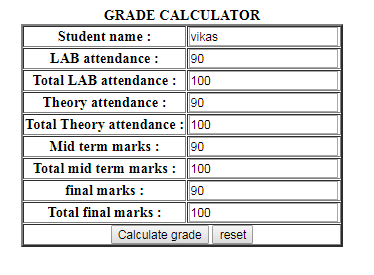 GRADE CALCULATOR
Student name : vikas
LAB attendance : 90
Total LAB attendance : 100
Theory attendance : 90
Total Theory attendance : 100
Mid term marks : 90
Total mid term marks : 100
final marks : 90
Total final marks : 100
Calculate grade reset